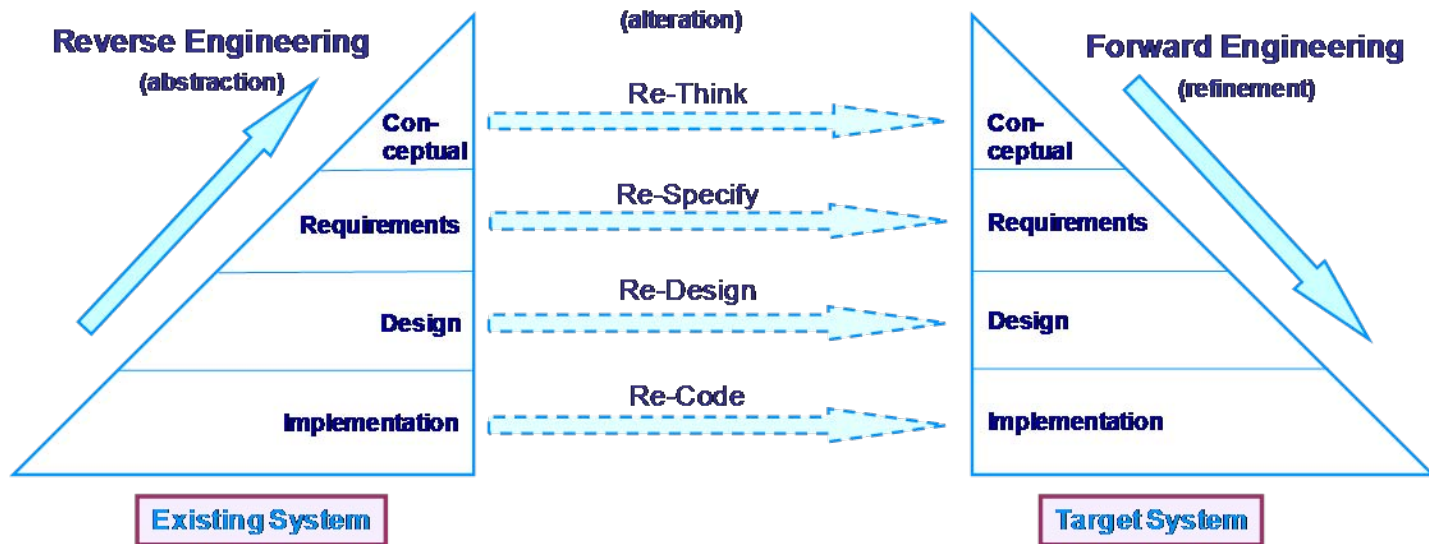 Reverse Engineering
(abstraction)
(alteration)
Forward Engineering
(refinement)
Re-Think
Con-
ceptual
Con-
ceptual
Re-Specify
Requirements
Requirements
Re-Design
Design
Design
Re-Code
Implementation
Implementation
Existing System
Target System